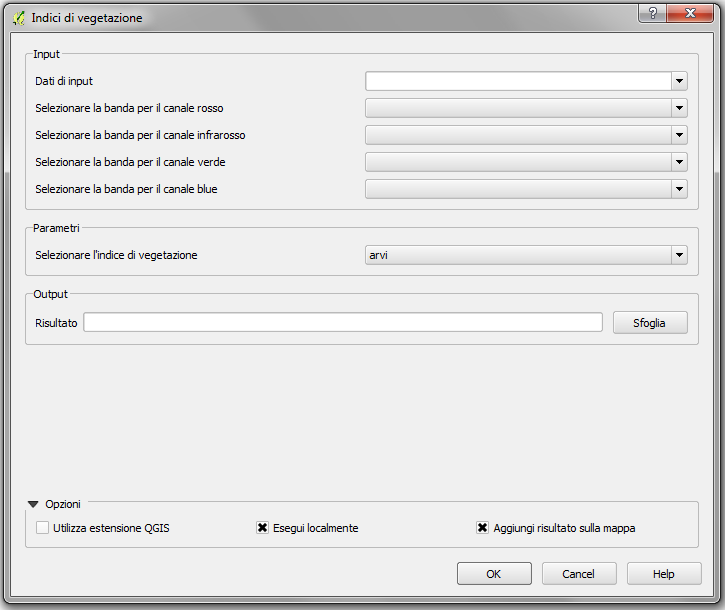 Indici di vegetazione
?
Input
Dati di input
Selezionare la banda per il canale rosso
Selezionare la banda per il canale infrarosso
Selezionare la banda per il canale verde
Selezionare la banda per il canale blue
Parametri
Selezionare l'indice di vegetazione arvi
Output
Risultato Sfoglia
Opzioni
Utilizza estensione QGIS Esegui localmente Aggiungi risultato sulla mappa
OK Cancel Help